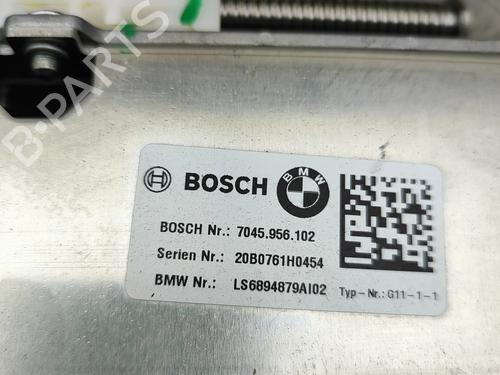 B-PARTS
BOSCH
BMW
BOSCH Nr.: 7045.956.102
Serien Nr.: 20B0761H0454
BMW Nr.: LS6894879AI02 Typ-Nr.: G11-1-1